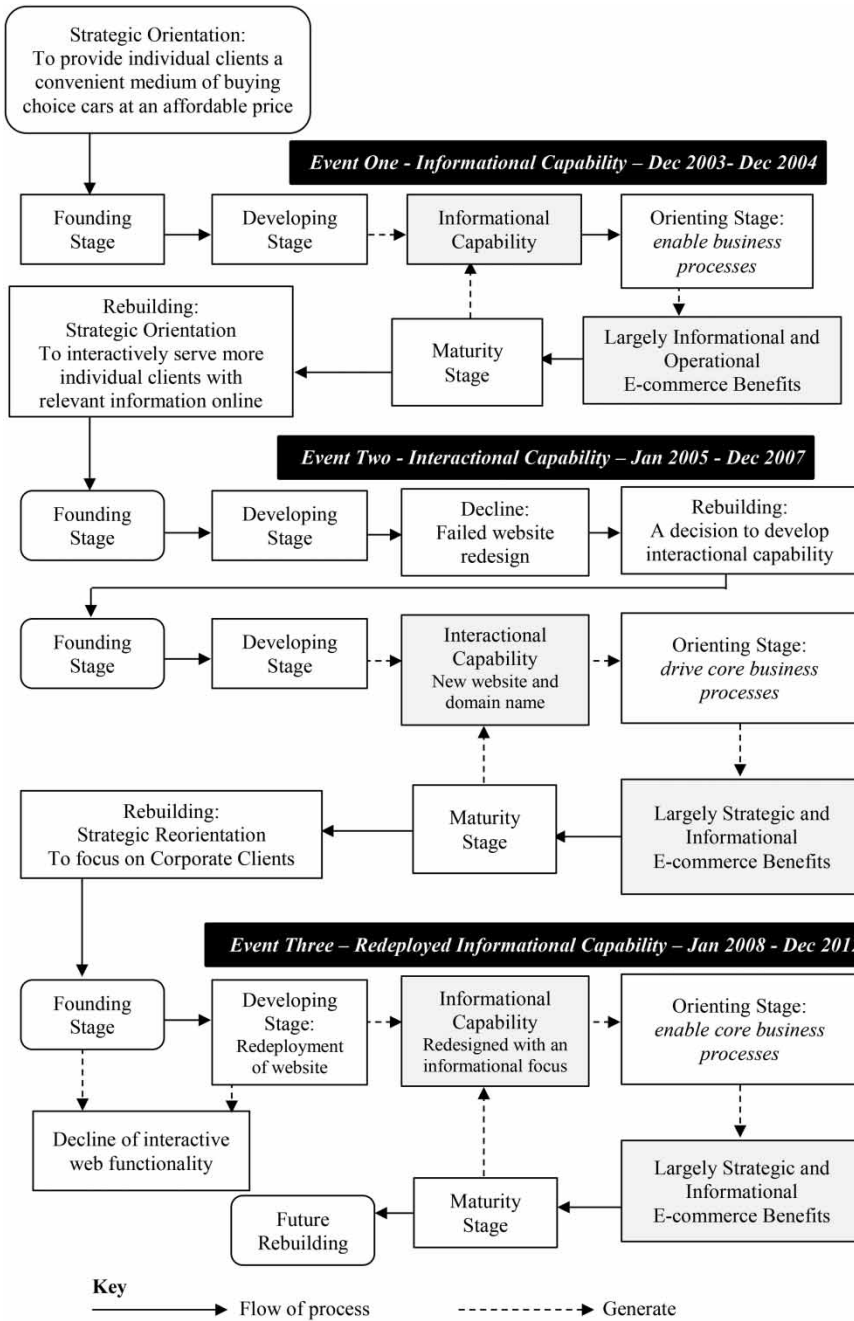 Strategic Orientation:
To provide individual clients a
convenient medium of buying
choice cars at an affordable price
Event One - Informational Capability – Dec 2003- Dec 2004
Founding
Stage
Developing
Stage
Informational
Capability
Orienting Stage:
enable business
processes
Rebuilding:
Strategic Orientation
To interactively serve more
individual clients with
relevant information online
Maturity
Stage
Largely Informational and
Operational
E-commerce Benefits
Event Two - Interactional Capability – Jan 2005 - Dec 2007
Founding
Stage
Developing Stage
Decline:
Failed website
redesign
Rebuilding:
A decision to develop
interactional capability
Founding
Stage
Developing
Stage
Interactional
Capability
New website and
domain name
Orienting Stage:
drive core business
processes
Rebuilding:
Strategic Reorientation
To focus on Corporate Clients
Maturity
Stage
Largely Strategic and
Informational
E-commerce Benefits
Event Three – Redeployed Informational Capability – Jan 2008 - Dec
Founding
Stage
Developing
Stage:
Redeployment
of website
Informational
Capability
Redesigned with an
informational focus
Orienting Stage:
enable core business
processes
Decline of interactive
web functionality
Future
Rebuilding
Maturity
Stage
Largely Strategic and
Informational
E-commerce Benefits
Key
Flow of process
Generate